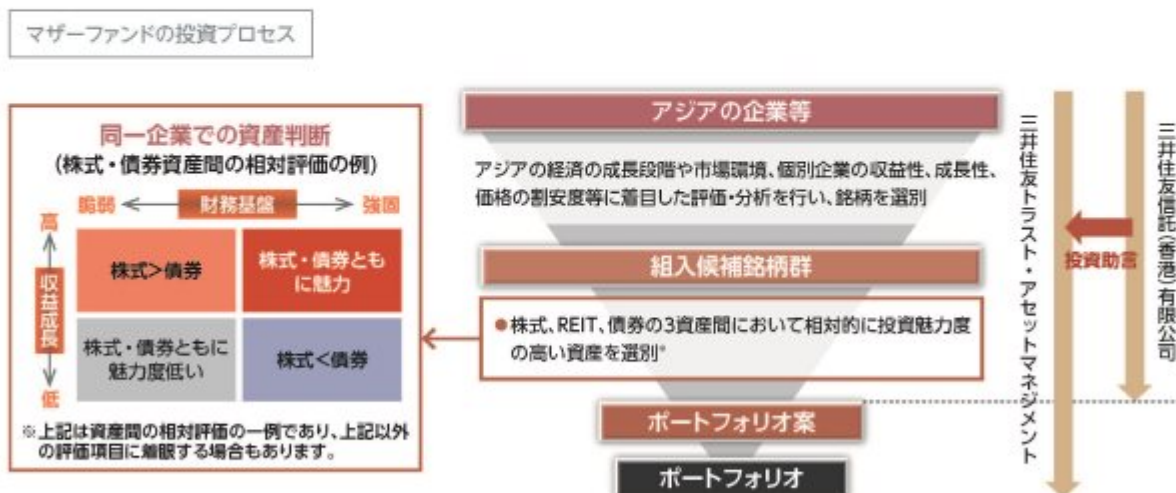 マザーファンドの投資プロセス
同一企業での資産判断
(株式・債券資産間の相対評価の例)
脆弱
財務基盤
強固
高
収益成長
低
株式>債券
株式・債券ともに魅力
株式・債券ともに
魅力度低い
株式<債券
※上記は資産間の相対評価の一例であり、上記以外
の評価項目に着眼する場合もあります。
アジアの企業等
アジアの経済の成長段階や市場環境、個別企業の収益性、成長性、
価格の割安度等に着目した評価・分析を行い、銘柄を選別
組入候補銘柄群
●株式、REIT、債券の3資産間において相対的に投資魅力度
の高い資産を選別*
ポートフォリオ案
ポートフォリオ
三井住友トラスト・アセットマネジメント
投資助言
三井住友信託(香港)有限公司